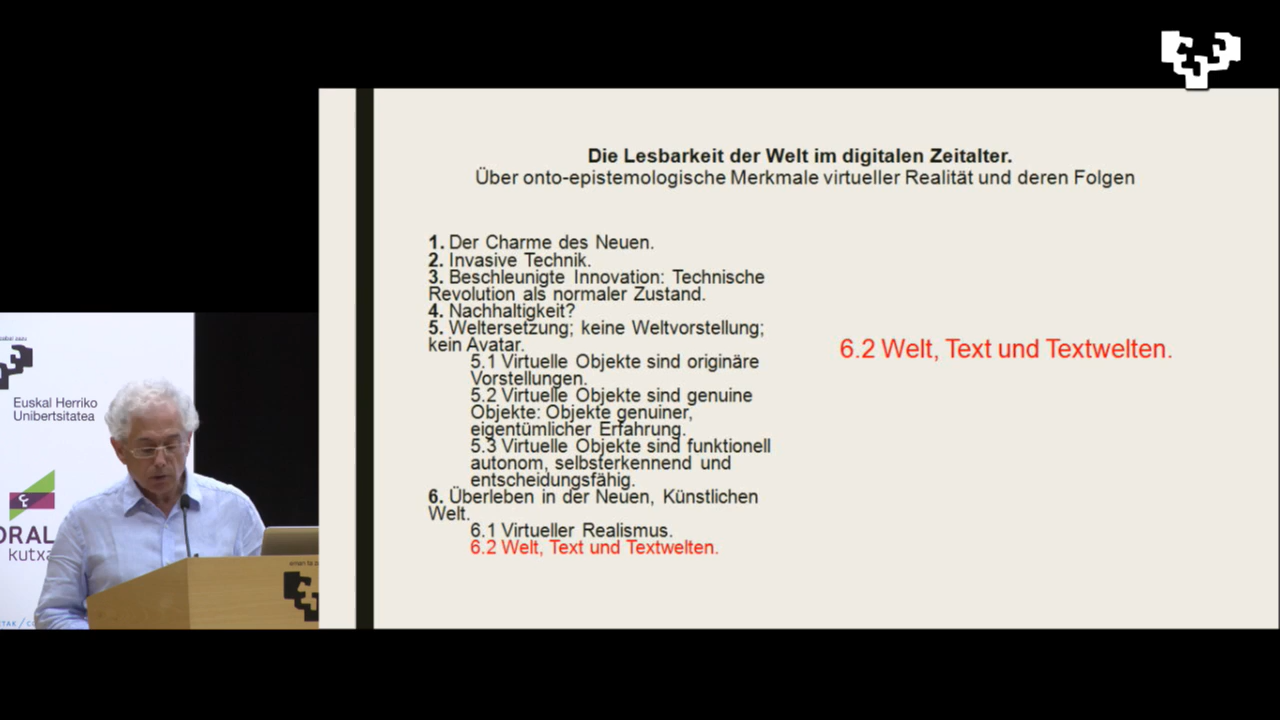 Die Lesbarkeit der Welt im digitalen Zeitalter.
Über onto-epistemologische Merkmale virtueller Realität und deren Folgen
1. Der Charme des Neuen.
2. Invasive Technik.
3. Beschleunigte Innovation: Technische
Revolution als normaler Zustand.
4. Nachhaltigkeit?
5. Weltersetzung; keine Weltvorstellung;
kein Avatar.
5.1 Virtuelle Objekte sind originäre
Vorstellungen.
5.2 Virtuelle Objekte sind genuine
Objekte: Objekte genuiner,
eigentümlicher Erfahrung.
5.3 Virtuelle Objekte sind funktionell
autonom, selbsterkennend und
entscheidungsfähig.
6. Überleben in der Neuen, Künstlichen
Welt.
6.1 Virtueller Realismus.
6.2 Welt, Text und Textwelten.
6.2 Welt, Text und Textwelten.
Euskal Herriko
Unibertsitatea
ORAL
kutxa
eman ta